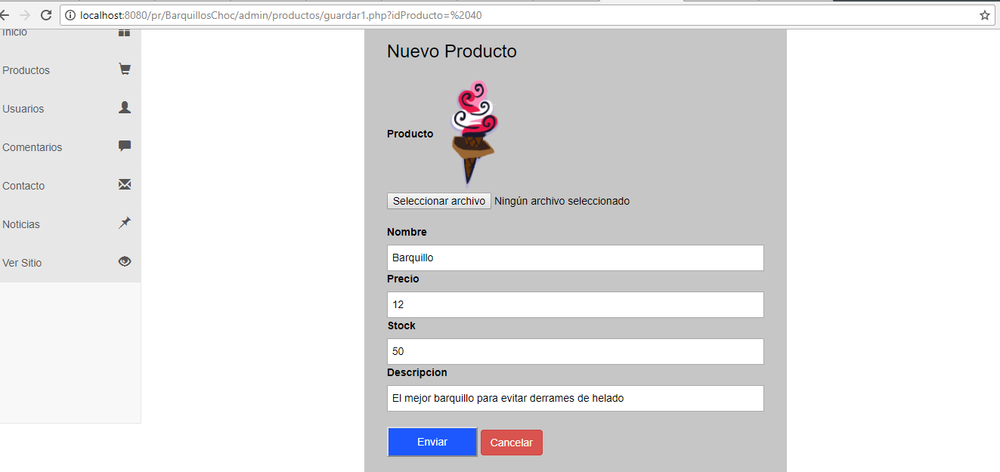 localhost:8080/pr/BarquillosChoc/admin/productos/guardar1.php?idProducto=%2040
Inicio
Productos
Usuarios
Comentarios
Contacto
Noticias
Ver Sitio
Nuevo Producto
Producto
Seleccionar archivo Ningún archivo seleccionado
Nombre
Barquillo
Precio
12
Stock
50
Descripcion
El mejor barquillo para evitar derrames de helado
Enviar Cancelar